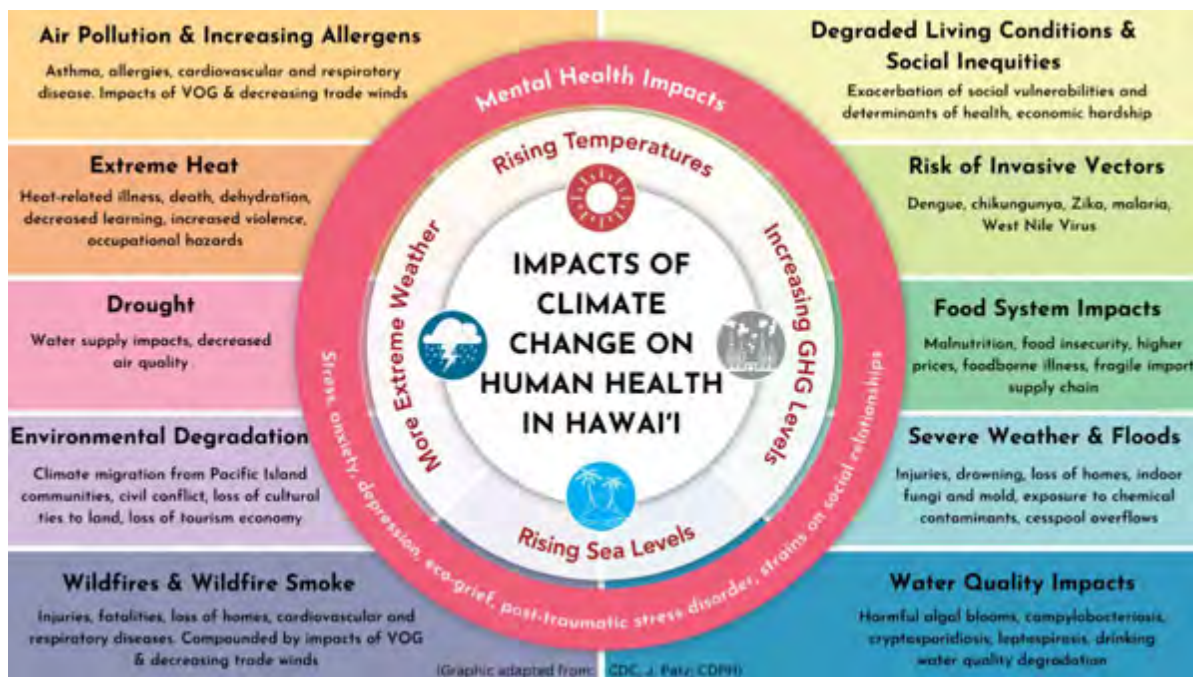 Air Pollution & Increasing Allergens
Asthma, allergies, cardiovascular and respiratory
disease. Impacts of VOG & decreasing trade winds
Extreme Heat
Heat-related illness, death, dehydration,
decreased learning, increased violence,
occupational hazards
Drought
Water supply impacts, decreased
air quality
Environmental Degradation
Climate migration from Pacific Island
communities, civil conflict, loss of cultural
ties to land, loss of tourism economy
Wildfires & Wildfire Smoke
Injuries, fatalities, loss of homes, cardiovascular and
respiratory diseases. Compounded by impacts of VOG
& decreasing trade winds
Mental Health Impacts
Stress, anxiety, depression, eco-grief, post-traumatic stress disorder, strains on social relationships
Rising Temperatures
More Extreme Weather
Increasing GHG Levels
Rising Sea Levels
IMPACTS OF
CLIMATE
CHANGE ON
HUMAN HEALTH
IN HAWAI‘I
Degraded Living Conditions &
Social Inequities
Exacerbation of social vulnerabilities and
determinants of health, economic hardship
Risk of Invasive Vectors
Dengue, chikungunya, Zika, malaria,
West Nile Virus
Food System Impacts
Malnutrition, food insecurity, higher
prices, foodborne illness, fragile import
supply chain
Severe Weather & Floods
Injuries, drowning, loss of homes, indoor
fungi and mold, exposure to chemical
contaminants, cesspool overflows
Water Quality Impacts
Harmful algal blooms, campylobacteriosis,
cryptosporidiosis, leptospirosis, drinking
water quality degradation
(Graphic adapted from: CDC, J. Patz; CDPH)